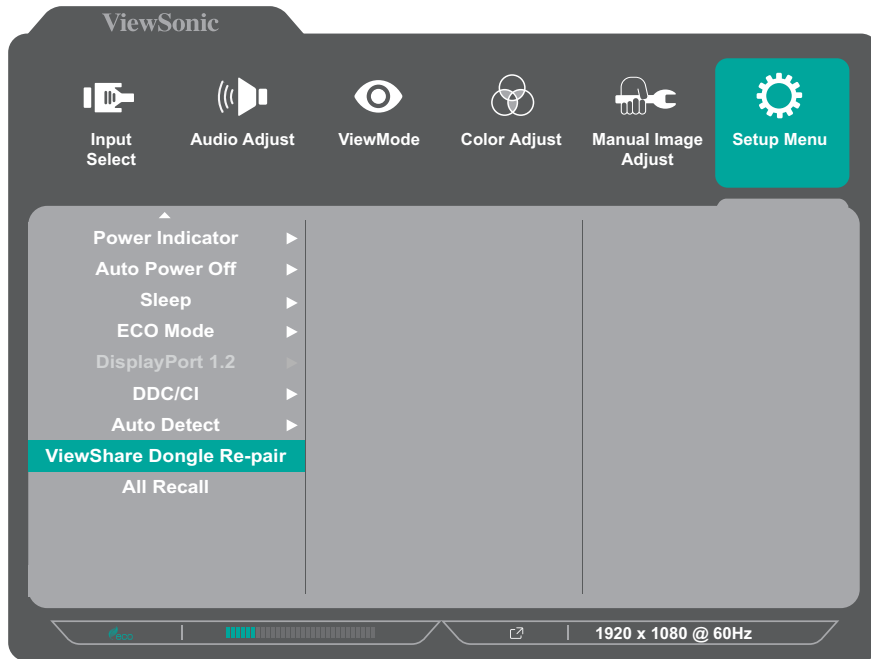 ViewSonic
Input
Select
Audio Adjust
ViewMode
Color Adjust
Manual Image
Adjust
Setup Menu
Power Indicator
Auto Power Off
Sleep
ECO Mode
DisplayPort 1.2
DDC/CI
Auto Detect
ViewShare Dongle Re-pair
All Recall
eco
1920 x 1080 @ 60Hz